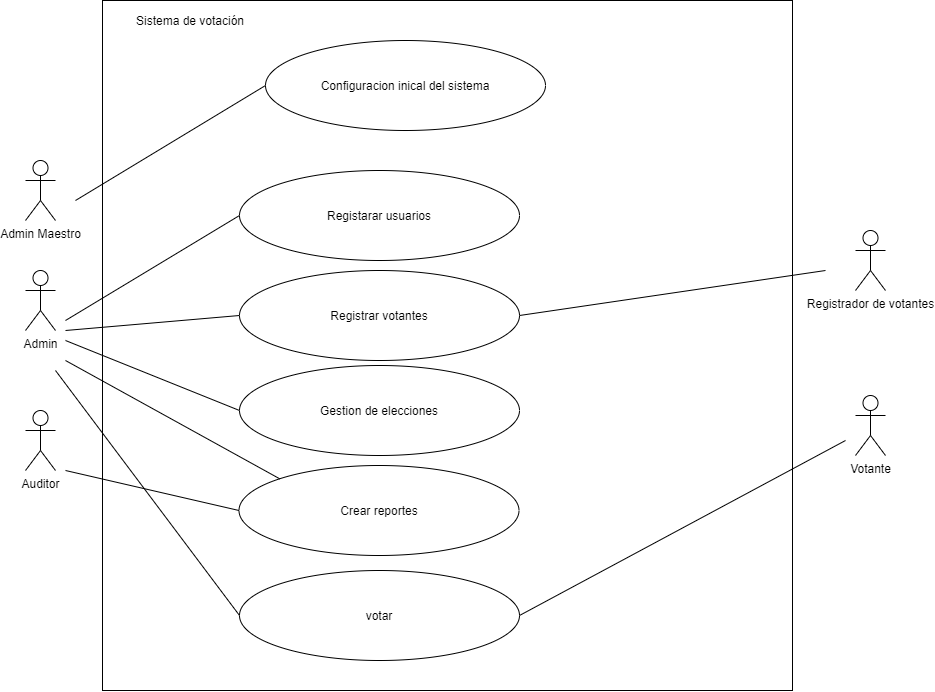 Sistema de votación
Configuracion inical del sistema
Admin Maestro
Registarar usuarios
Registrador de votantes
Registrar votantes
Admin
Gestion de elecciones
Votante
Auditor
Crear reportes
votar